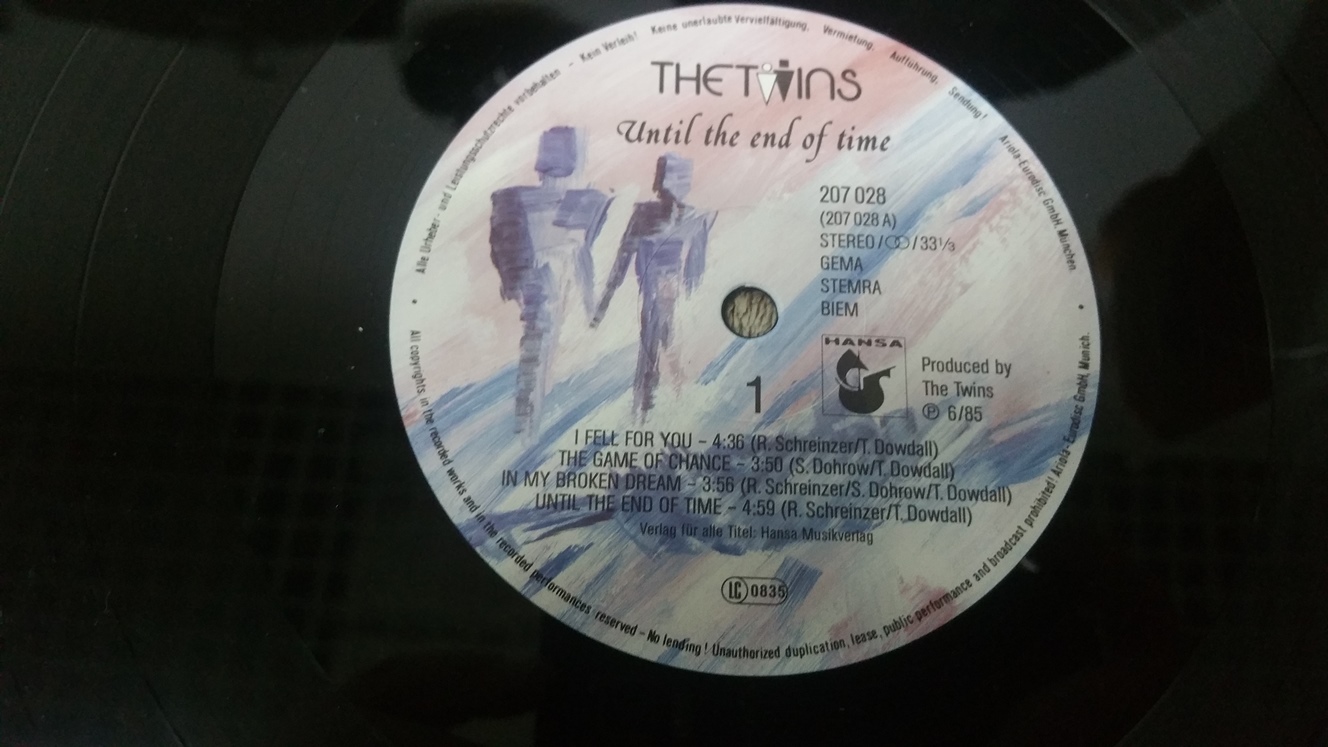 Alle Urheber- und Leistungsschutzrechte vorbehalten - Kein Verleih! Keine unerlaubte Vervielfältigung, Vermietung, Aufführung, Sendung! Ariola-Eurodisc GmbH, München
THE TWINS
Until the end of time
207 028
(207 028 A)
STEREO / 33 1/3
GEMA
STEMRA
BIEM
HANSA
Produced by
The Twins
Ⓟ 6/85
1
I FELL FOR YOU – 4:36 (R. Schreinzer/T. Dowdall)
THE GAME OF CHANCE – 3:50 (S. Dohrow/T. Dowdall)
IN MY BROKEN DREAM – 3:56 (R. Schreinzer/S. Dohrow/T. Dowdall)
UNTIL THE END OF TIME – 4:59 (R. Schreinzer/T. Dowdall)
Verlag für alle Titel: Hansa Musikverlag
LC 0835
All copyrights, in the recorded works and in the recorded performances reserved – No lending! Unauthorized duplication, lease, public performance and broadcast prohibited! Ariola-Eurodisc GmbH, Munich.